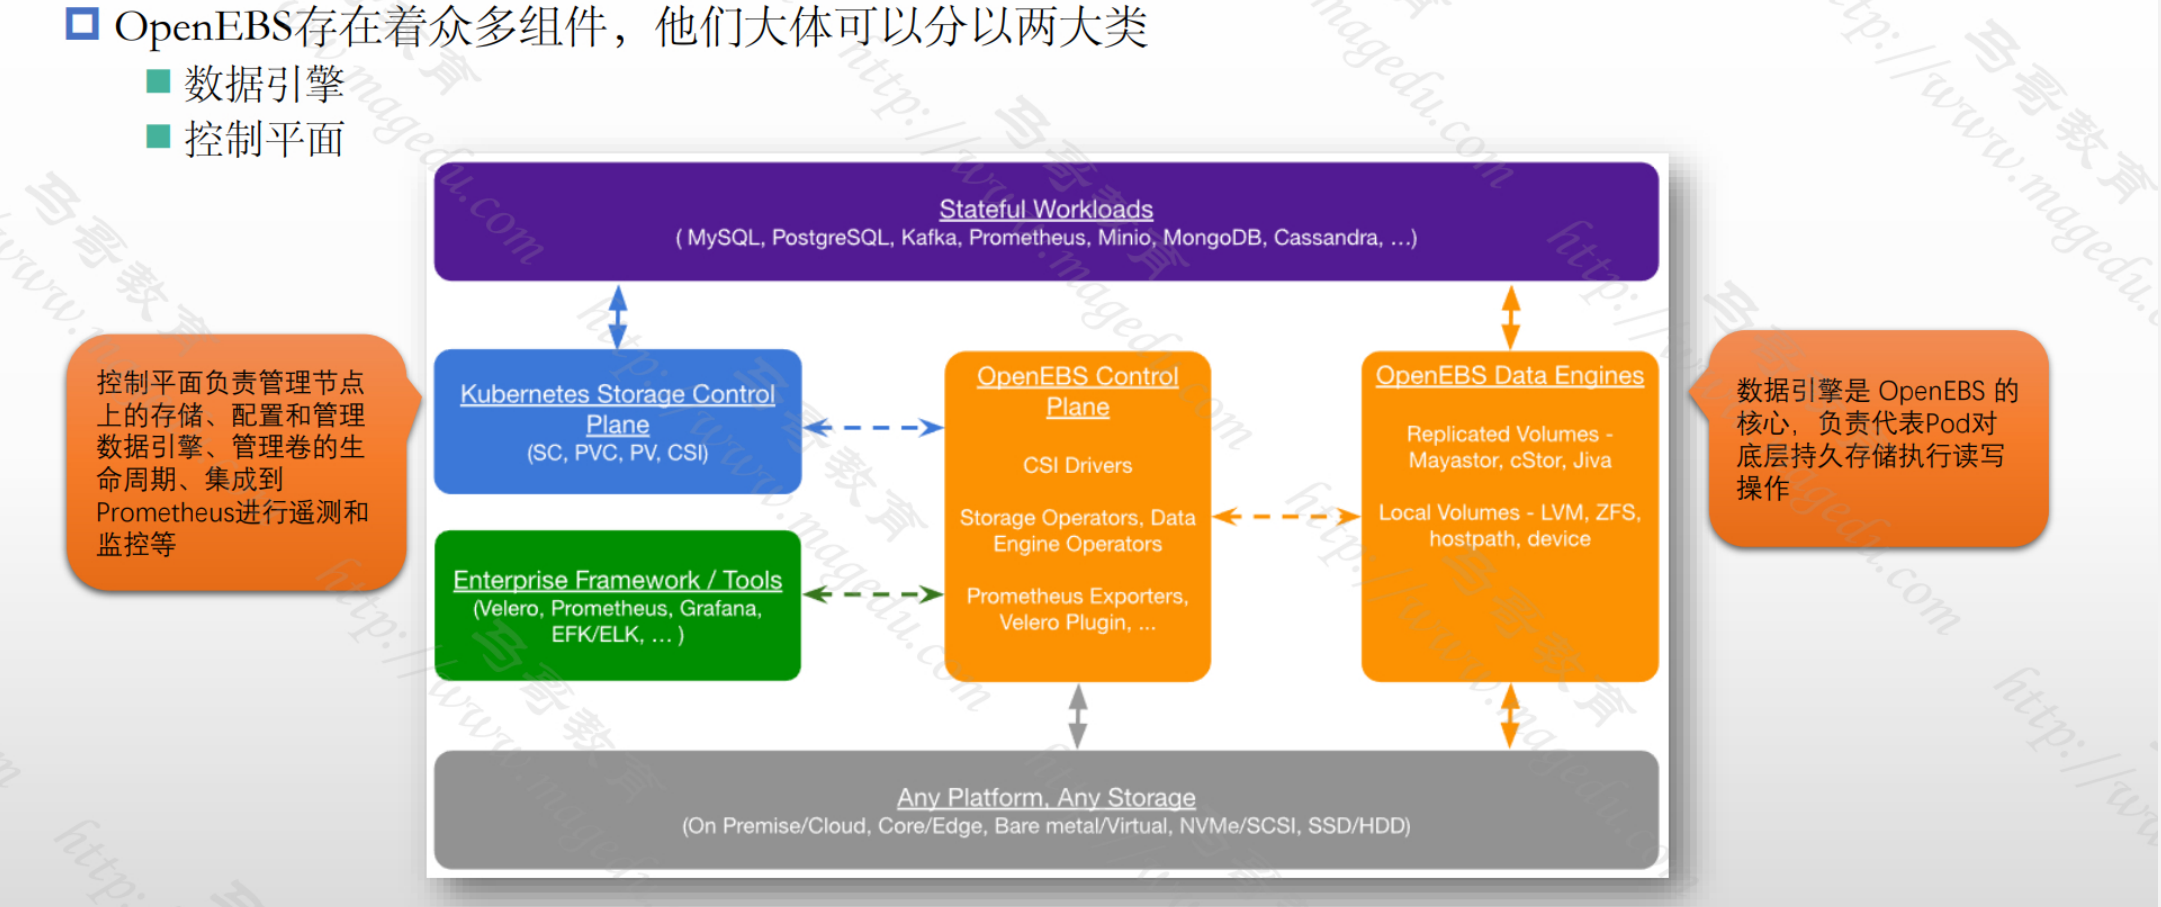 OpenEBS存在着众多组件，他们大体可以分以两大类
数据引擎
控制平面
Stateful Workloads
( MySQL, PostgreSQL, Kafka, Prometheus, Minio, MongoDB, Cassandra, ...)
控制平面负责管理节点
上的存储、配置和管理
数据引擎、管理卷的生
命周期、集成到
Prometheus进行遥测和
监控等
Kubernetes Storage Control
Plane
(SC, PVC, PV, CSI)
Enterprise Framework / Tools
(Velero, Prometheus, Grafana,
EFK/ELK, ... )
OpenEBS Control
Plane
CSI Drivers
Storage Operators, Data
Engine Operators
Prometheus Exporters,
Velero Plugin, ...
OpenEBS Data Engines
Replicated Volumes -
Mayastor, cStor, Jiva
Local Volumes - LVM, ZFS,
hostpath, device
数据引擎是 OpenEBS 的
核心，负责代表Pod对
底层持久存储执行读写
操作
Any Platform, Any Storage
(On Premise/Cloud, Core/Edge, Bare metal/Virtual, NVMe/SCSI, SSD/HDD)
马哥教育
http://www.magedu.com